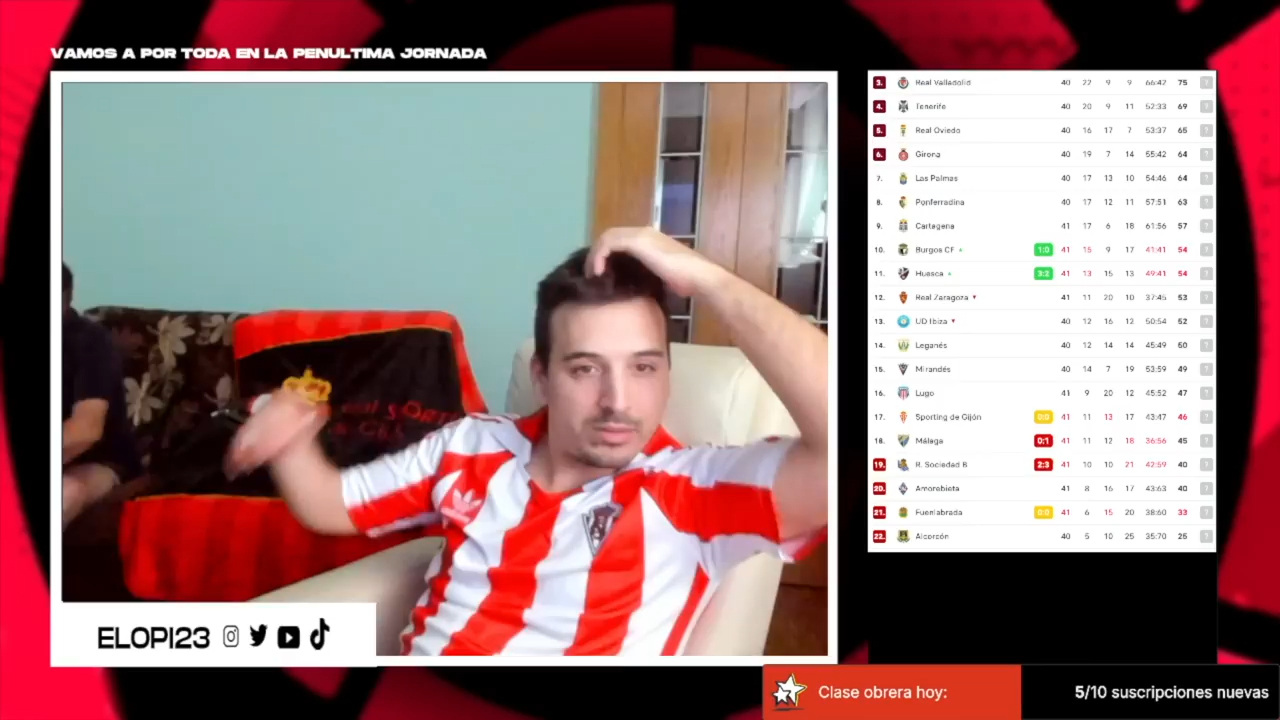 VAMOS A POR TODA EN LA PENULTIMA JORNADA
3. Real Valladolid 40 22 9 9 66:42 75 ?
4. Tenerife 40 20 9 11 52:33 69 ?
5. Real Oviedo 40 16 17 7 53:37 65 ?
6. Girona 40 19 7 14 55:42 64 ?
7. Las Palmas 40 17 13 10 54:46 64 ?
8. Ponferradina 40 17 12 11 57:51 63 ?
9. Cartagena 41 17 6 18 61:56 57 ?
10. Burgos CF 1:0 41 15 9 17 41:41 54 ?
11. Huesca 3:2 41 13 15 13 49:41 54 ?
12. Real Zaragoza 41 11 20 10 37:45 53 ?
13. UD Ibiza 40 12 16 12 50:54 52 ?
14. Leganés 40 12 14 14 45:49 50 ?
15. Mirandés 40 14 7 19 53:59 49 ?
16. Lugo 41 9 20 12 45:52 47 ?
17. Sporting de Gijón 0:0 41 11 13 17 43:47 46 ?
18. Málaga 0:1 41 11 12 18 36:56 45 ?
19. R. Sociedad B 2:3 41 10 10 21 42:59 40 ?
20. Amorebieta 41 8 16 17 43:63 40 ?
21. Fuenlabrada 0:0 41 6 15 20 38:60 33 ?
22. Alcorcón 40 5 10 25 35:70 25 ?
ELOPI23
Clase obrera hoy:
5/10 suscripciones nuevas